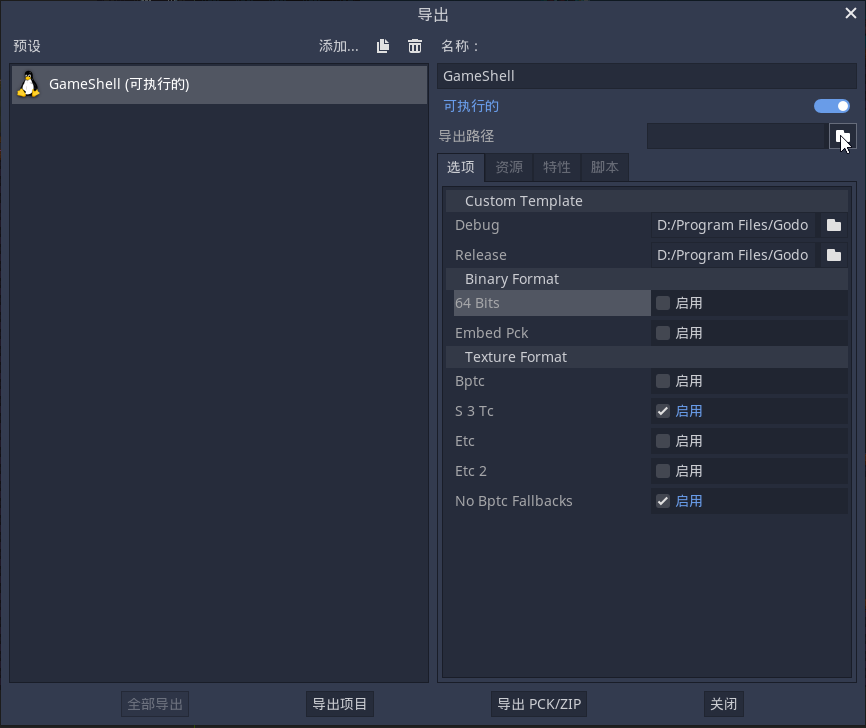 导出
预设 添加... 名称：
GameShell (可执行的)
GameShell
可执行的
导出路径
选项 资源 特性 脚本
Custom Template
Debug D:/Program Files/Godo
Release D:/Program Files/Godo
Binary Format
64 Bits 启用
Embed Pck 启用
Texture Format
Bptc 启用
S 3 Tc 启用
Etc 启用
Etc 2 启用
No Bptc Fallbacks 启用
全部导出 导出项目 导出 PCK/ZIP 关闭